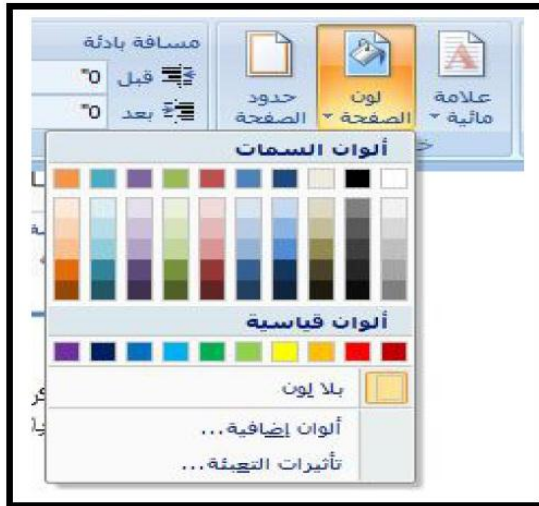 علامة مائية
لون الصفحة
حدود الصفحة
مسافة بادئة
قبل 0"
بعد 0"
ألوان السمات
ألوان قياسية
بلا لون
ألوان إضافية...
تأثيرات التعبئة...